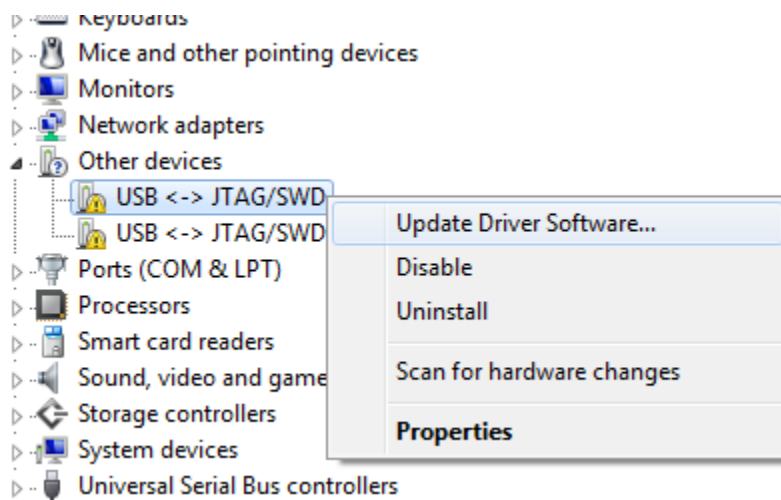 Keyboards
Mice and other pointing devices
Monitors
Network adapters
Other devices
USB <-> JTAG/SWD
USB <-> JTAG/SWD
Ports (COM & LPT)
Processors
Smart card readers
Sound, video and game
Storage controllers
System devices
Universal Serial Bus controllers
Update Driver Software...
Disable
Uninstall
Scan for hardware changes
Properties